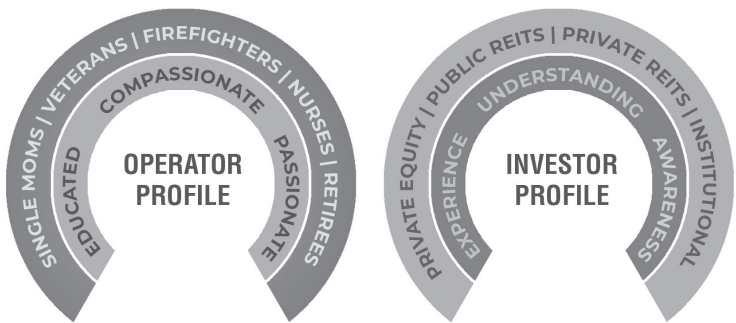 SINGLE MOMS | VETERANS | FIREFIGHTERS | NURSES | RETIREES
EDUCATED COMPASSIONATE PASSIONATE
OPERATOR
PROFILE
PRIVATE EQUITY | PUBLIC REITS | PRIVATE REITS | INSTITUTIONAL
EXPERIENCE UNDERSTANDING AWARENESS
INVESTOR
PROFILE